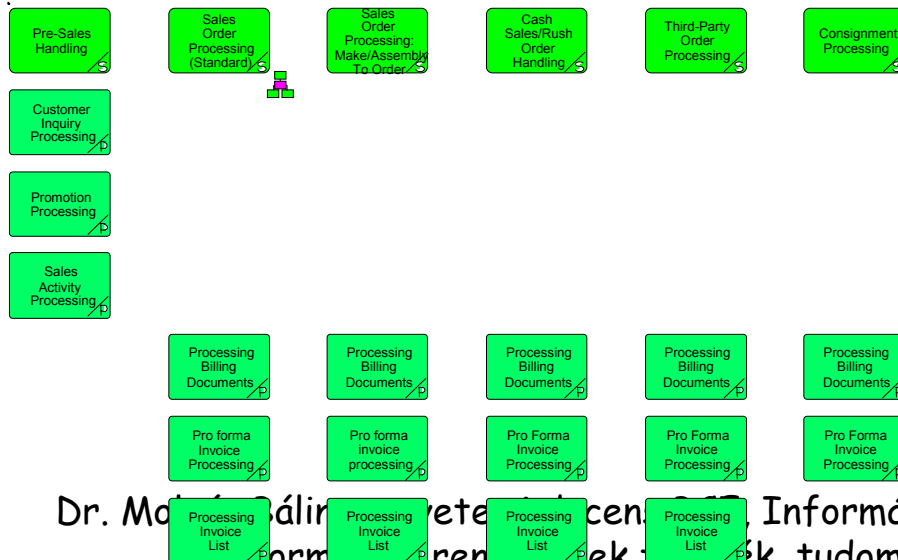 Pre-Sales
Handling
S
Sales
Order
Processing
(Standard)
S
Sales
Order
Processing:
Make/Assembly
To Order
S
Cash
Sales/Rush
Order
Handling
S
Third-Party
Order
Processing
S
Consignment
Processing
S
Customer
Inquiry
Processing
P
Promotion
Processing
P
Sales
Activity
Processing
P
Processing
Billing
Documents
P
Processing
Billing
Documents
P
Processing
Billing
Documents
P
Processing
Billing
Documents
P
Processing
Billing
Documents
P
Pro forma
Invoice
Processing
P
Pro forma
invoice
processing
P
Pro Forma
Invoice
Processing
P
Pro Forma
Invoice
Processing
P
Pro Forma
Invoice
Processing
P
Dr.
Processing
Invoice
List
P
Processing
Invoice
List
P
Processing
Invoice
List
P
Processing
Invoice
List
P